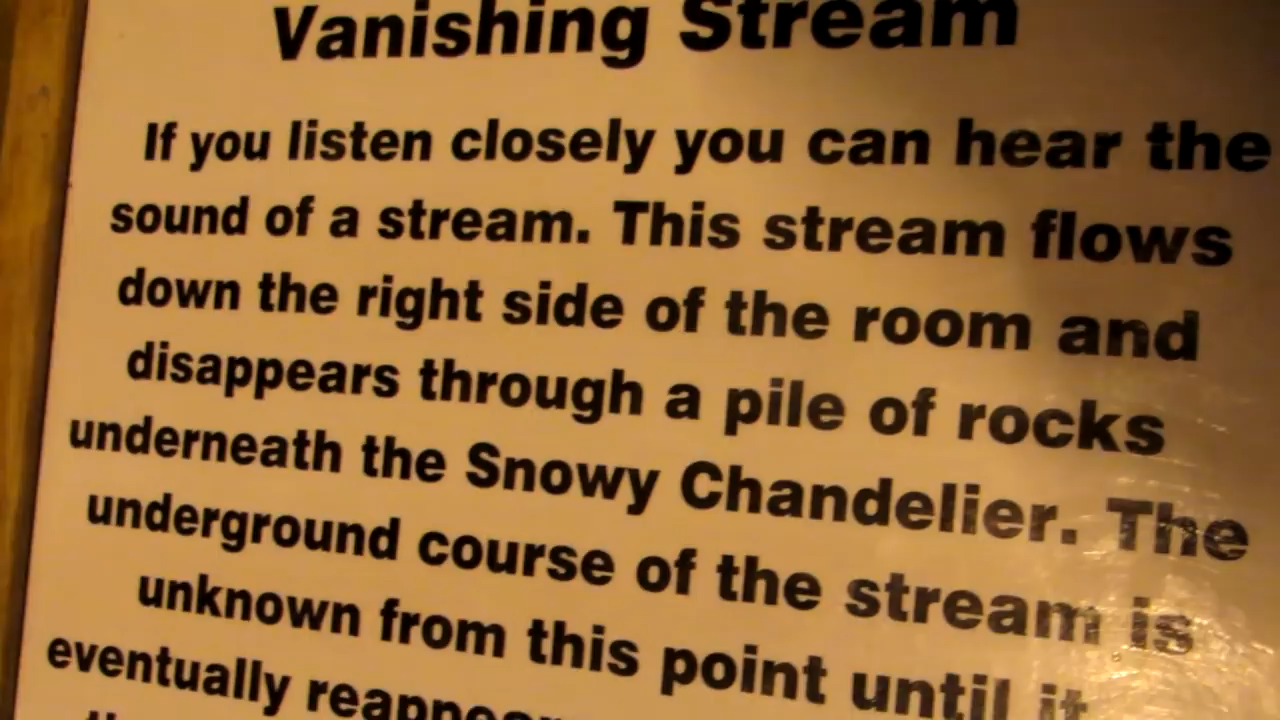 Vanishing Stream
If you listen closely you can hear the
sound of a stream. This stream flows
down the right side of the room and
disappears through a pile of rocks
underneath the Snowy Chandelier. The
underground course of the stream is
unknown from this point until it
eventually